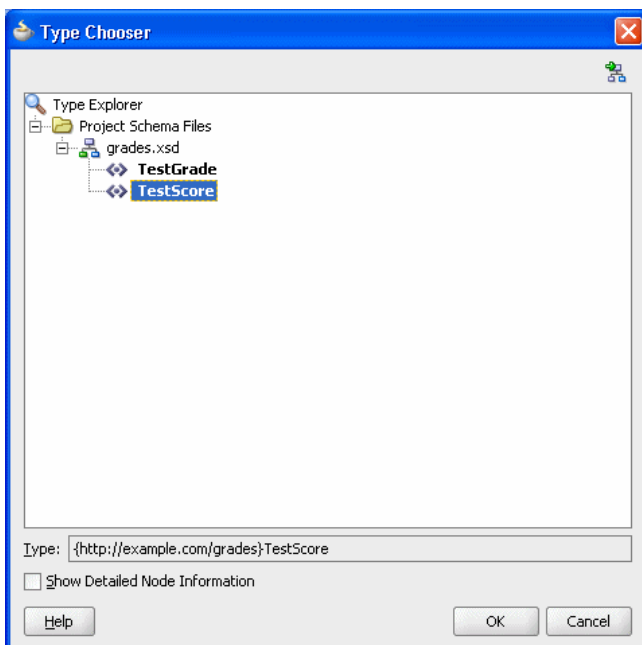 Type Chooser
Type Explorer
Project Schema Files
grades.xsd
TestGrade
TestScore
Type: {http://example.com/grades}TestScore
Show Detailed Node Information
Help OK Cancel